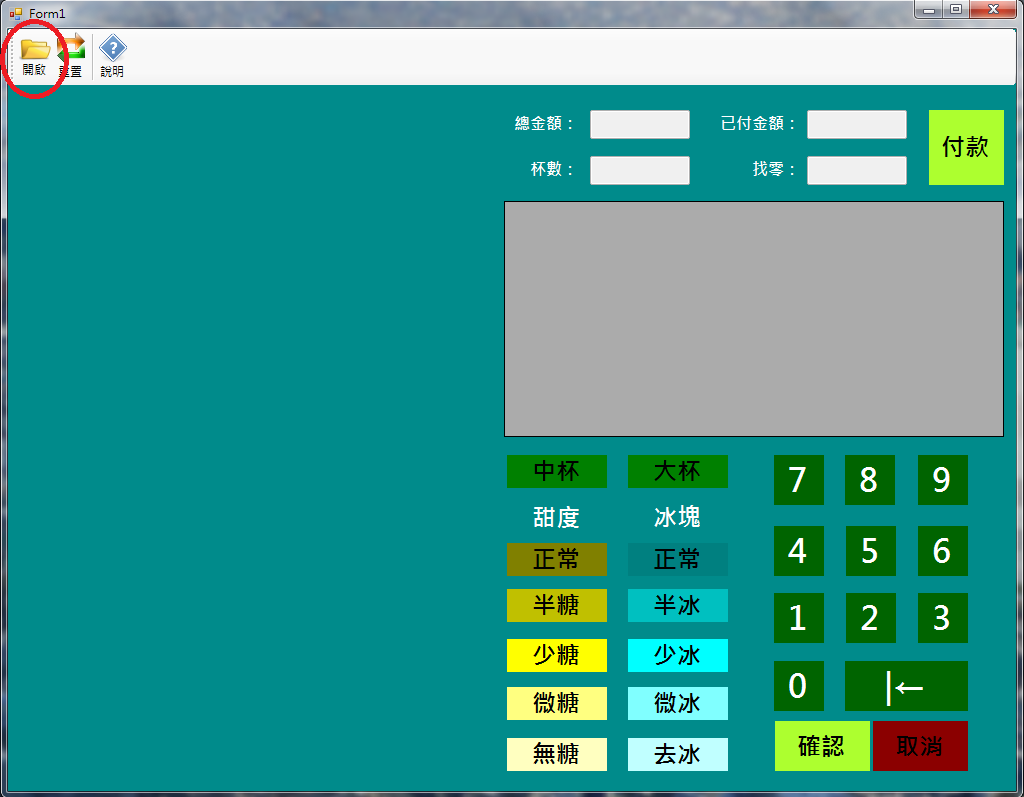 Form1
開啟 重置 說明
總金額： 已付金額： 付款
杯數： 找零：
中杯 大杯 7 8 9
甜度 冰塊
正常 正常 4 5 6
半糖 半冰 1 2 3
少糖 少冰
微糖 微冰 0 |←
無糖 去冰 確認 取消